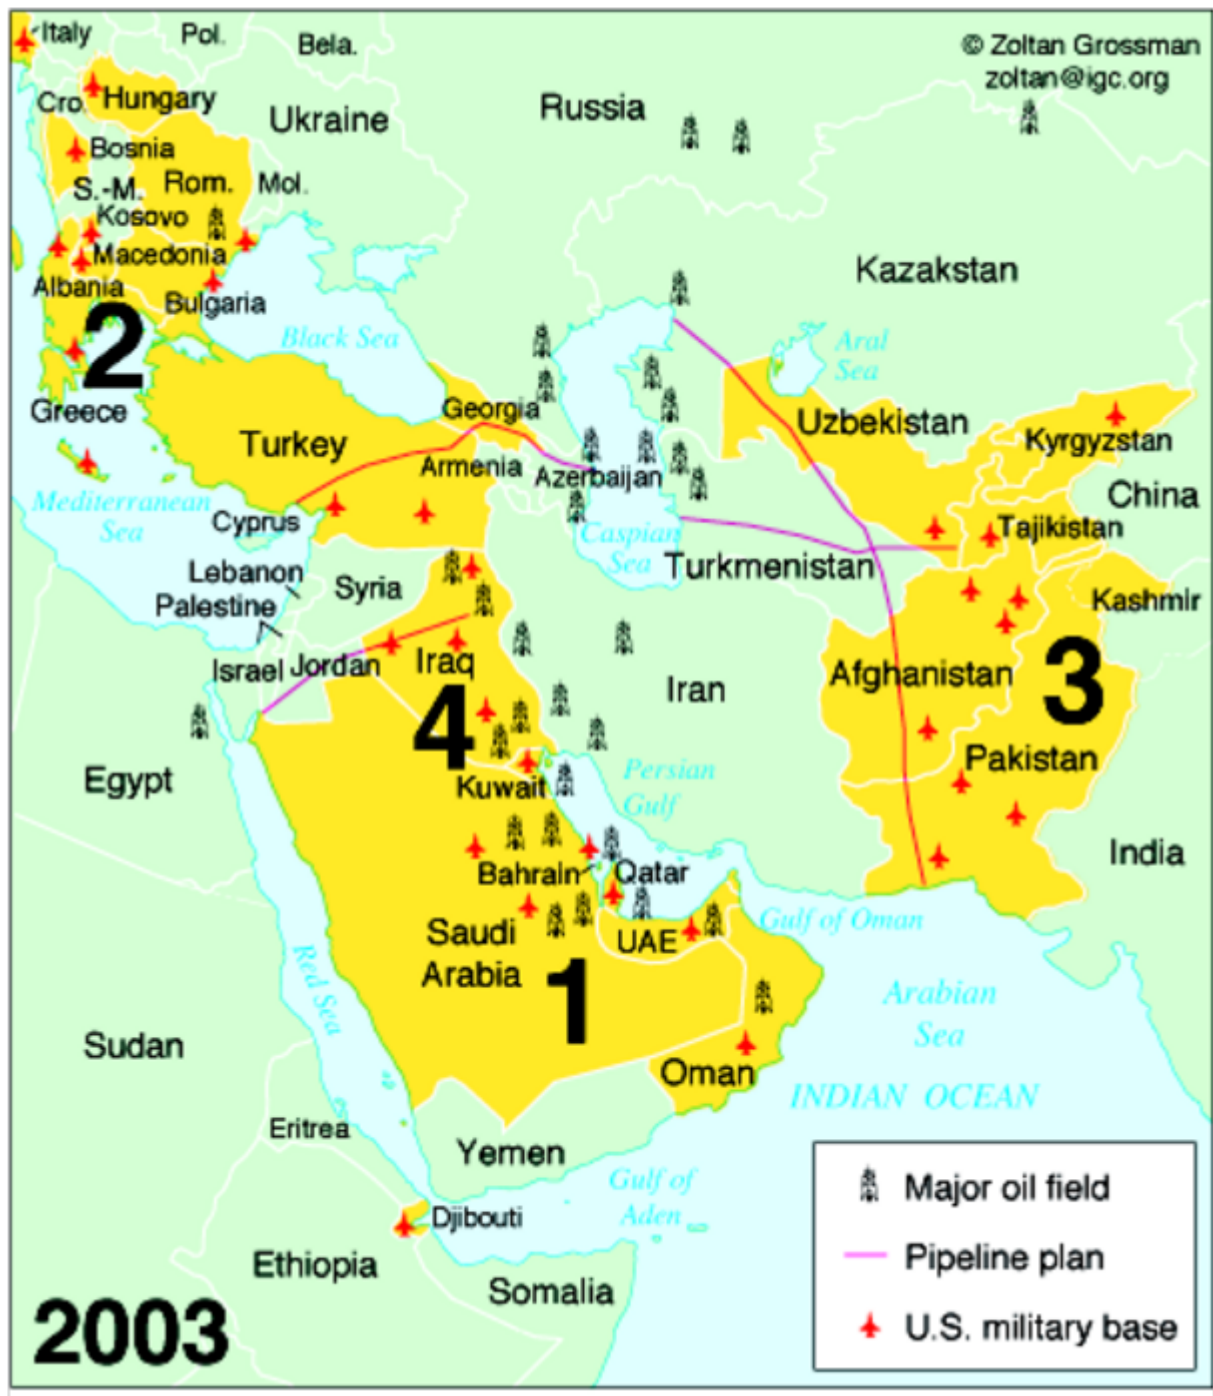 Italy
Pol.
Bela.
© Zoltan Grossman
zoltan@igc.org
Cro.
Hungary
Ukraine
Russia
Bosnia
S.-M.
Rom.
Mol.
Kosovo
Macedonia
Albania
Bulgaria
Kazakstan
2
Black Sea
Aral
Sea
Greece
Georgia
Turkey
Uzbekistan
Kyrgyzstan
Armenia
Azerbaijan
China
Mediterranean
Sea
Cyprus
Caspian
Sea
Tajikistan
Turkmenistan
Lebanon
Syria
Palestine
Kashmir
Israel
Jordan
Iraq
Iran
Afghanistan
3
4
Egypt
Kuwait
Persian
Gulf
Pakistan
India
Bahrain
Qatar
Saudi
Arabia
UAE
Gulf of Oman
1
Red Sea
Arabian
Sea
Sudan
Oman
INDIAN OCEAN
Eritrea
Yemen
Gulf of
Aden
Djibouti
Ethiopia
Somalia
2003
Major oil field
Pipeline plan
U.S. military base